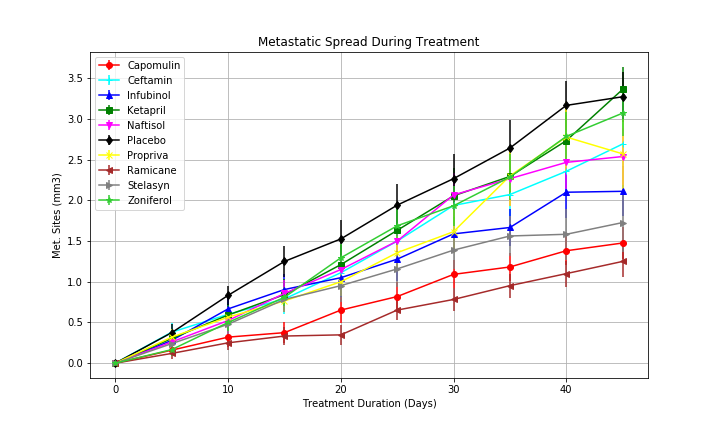 Metastatic Spread During Treatment
Capomulin
Ceftamin
Infubinol
Ketapril
Naftisol
Placebo
Propriva
Ramicane
Stelasyn
Zoniferol
Met. Sites (mm3)
3.5
3.0
2.5
2.0
1.5
1.0
0.5
0.0
0 10 20 30 40
Treatment Duration (Days)